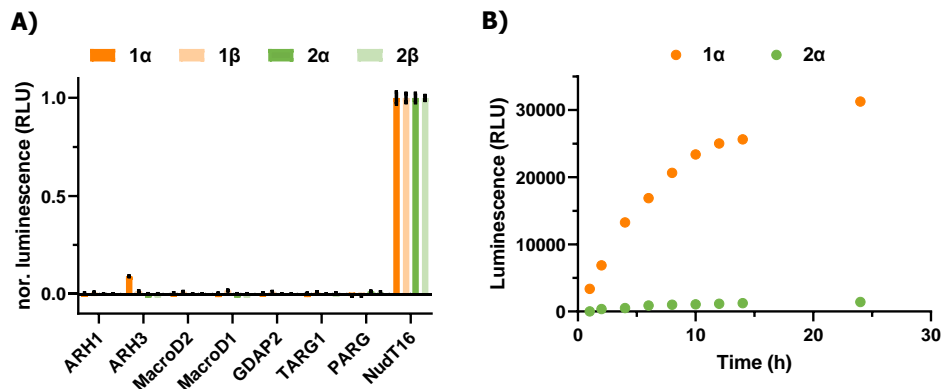 A)
1α 1β 2α 2β
nor. luminescence (RLU)
1.0
0.5
0.0
ARH1
ARH3
MacroD2
MacroD1
GDAP2
TARG1
PARG
NudT16
B)
1α 2α
Luminescence (RLU)
30000
20000
10000
0
0 10 20 30
Time (h)